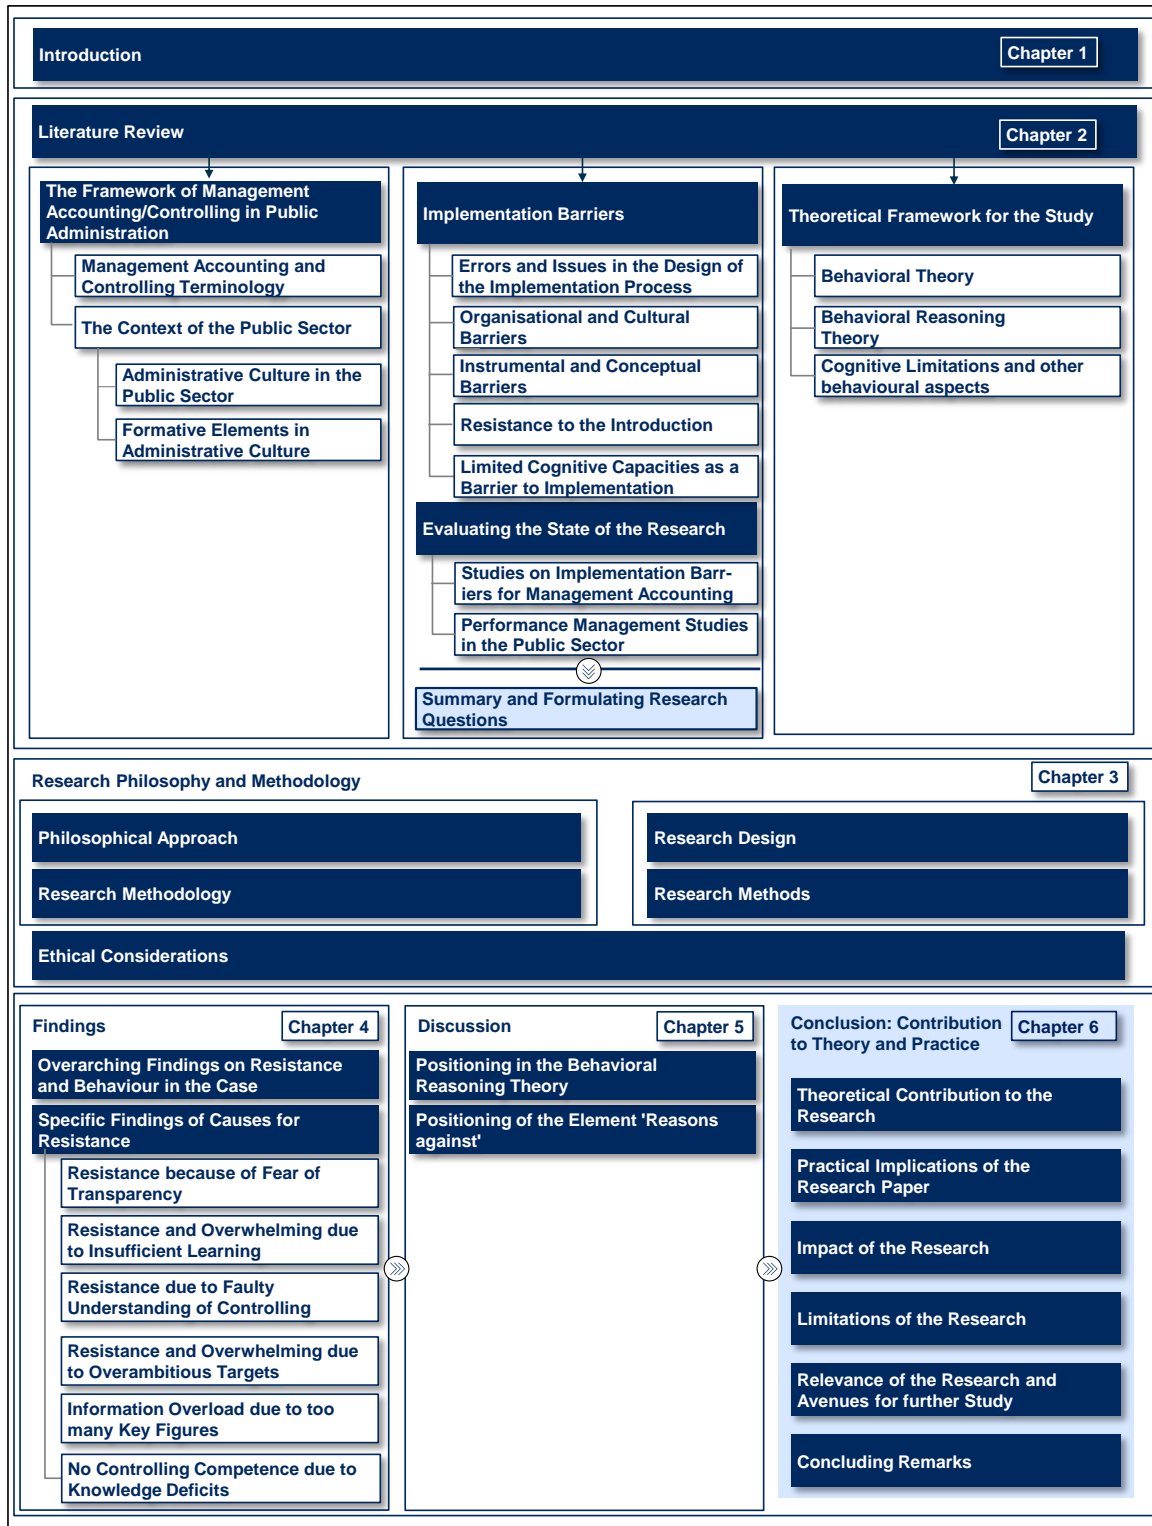 Introduction
Chapter 1
Literature Review
Chapter 2
The Framework of Management
Accounting/Controlling in Public
Administration
Management Accounting and
Controlling Terminology
The Context of the Public Sector
Administrative Culture in the
Public Sector
Formative Elements in
Administrative Culture
Implementation Barriers
Errors and Issues in the Design of
the Implementation Process
Organisational and Cultural
Barriers
Instrumental and Conceptual
Barriers
Resistance to the Introduction
Limited Cognitive Capacities as a
Barrier to Implementation
Evaluating the State of the Research
Studies on Implementation Barr-
iers for Management Accounting
Performance Management Studies
in the Public Sector
Summary and Formulating Research
Questions
Theoretical Framework for the Study
Behavioral Theory
Behavioral Reasoning
Theory
Cognitive Limitations and other
behavioural aspects
Research Philosophy and Methodology
Chapter 3
Philosophical Approach
Research Methodology
Research Design
Research Methods
Ethical Considerations
Findings
Chapter 4
Overarching Findings on Resistance
and Behaviour in the Case
Specific Findings of Causes for
Resistance
Resistance because of Fear of
Transparency
Resistance and Overwhelming due
to Insufficient Learning
Resistance due to Faulty
Understanding of Controlling
Resistance and Overwhelming due
to Overambitious Targets
Information Overload due to too
many Key Figures
No Controlling Competence due to
Knowledge Deficits
Discussion
Chapter 5
Positioning in the Behavioral
Reasoning Theory
Positioning of the Element 'Reasons
against'
Conclusion: Contribution
to Theory and Practice
Chapter 6
Theoretical Contribution to the
Research
Practical Implications of the
Research Paper
Impact of the Research
Limitations of the Research
Relevance of the Research and
Avenues for further Study
Concluding Remarks